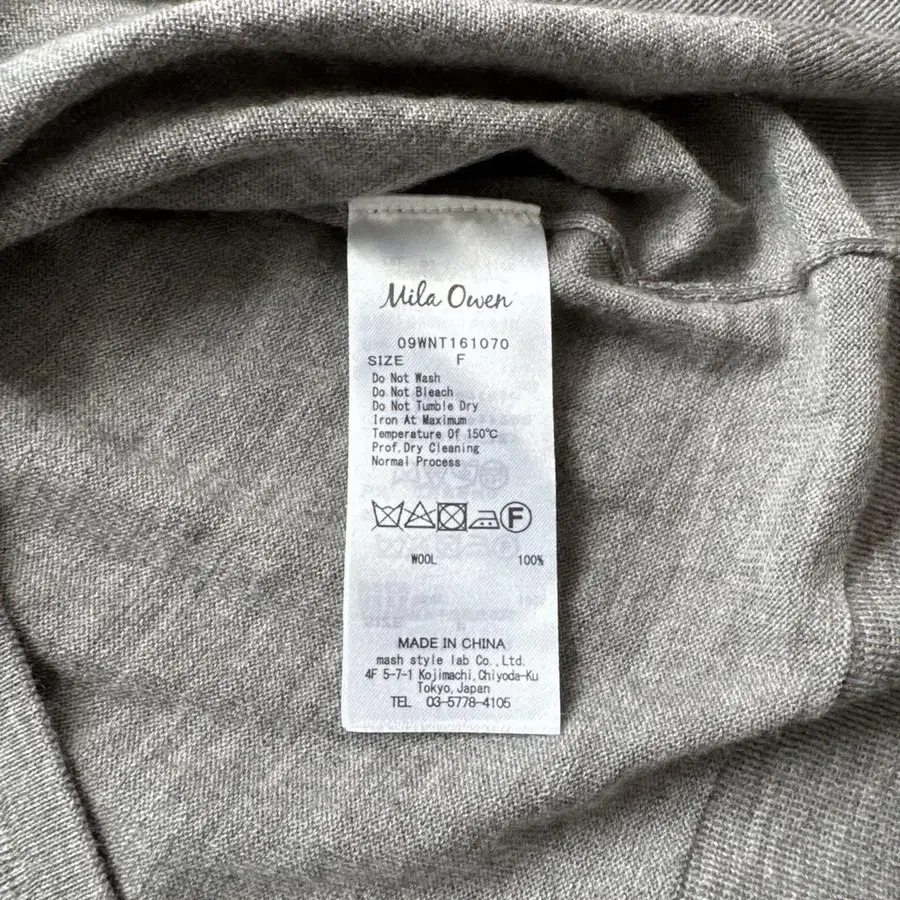 Mila Owen
09WNT161070
SIZE F
Do Not Wash
Do Not Bleach
Do Not Tumble Dry
Iron At Maximum
Temperature Of 150℃
Prof.Dry Cleaning
Normal Process
F
WOOL 100%
MADE IN CHINA
mash style lab Co.,Ltd.
4F 5-7-1 Kojimachi,Chiyoda-Ku
Tokyo,Japan
TEL 03-5778-4105